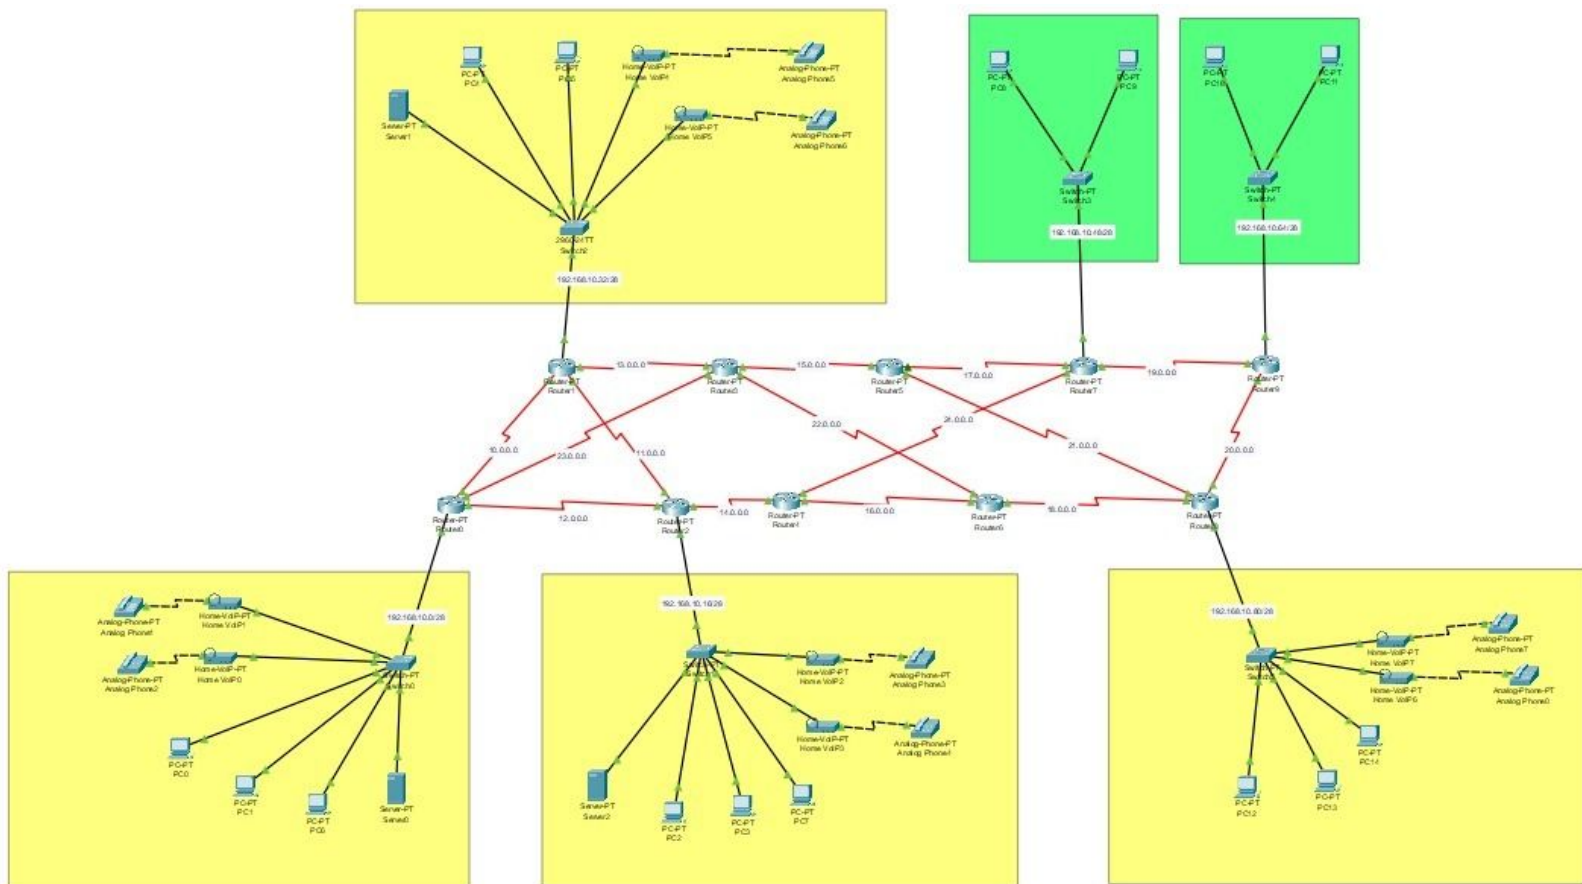 Server-PT
Server1
PC-PT
PC-PT
Home-VoIP-PT
Home VoIP4
Analog-Phone-PT
Analog Phone5
Home-VoIP-PT
Home VoIP5
Analog-Phone-PT
Analog Phone6
Switch2
192.168.10.32/28
PC-PT
PC-PT
PC9
Switch-PT
Switch3
192.168.10.48/28
PC-PT
PC10
PC-PT
PC11
Switch-PT
Switch4
192.168.10.64/28
Router-PT
Router1
13.0.0.0
Router-PT
Router3
15.0.0.0
Router-PT
Router5
17.0.0.0
Router-PT
Router7
19.0.0.0
Router-PT
10.0.0.0
23.0.0.0
11.0.0.0
22.0.0.0
21.0.0.0
20.0.0.0
Router-PT
Router0
12.0.0.0
Router-PT
Router2
14.0.0.0
Router-PT
Router4
16.0.0.0
Router-PT
Router6
18.0.0.0
Router-PT
Analog-Phone-PT
Analog Phone1
Home-VoIP-PT
Home VoIP1
192.168.10.0/28
Analog-Phone-PT
Analog Phone2
Home-VoIP-PT
Home VoIP0
Switch-PT
Switch0
PC-PT
PC0
PC-PT
PC1
PC-PT
PC6
Server-PT
Server0
192.168.10.16/28
Home-VoIP-PT
Home VoIP2
Analog-Phone-PT
Analog Phone3
Home-VoIP-PT
Home VoIP3
Analog-Phone-PT
Analog Phone4
Server-PT
Server2
PC-PT
PC2
PC-PT
PC3
PC-PT
PC7
192.168.10.80/28
Switch-PT
Home-VoIP-PT
Home VoIP7
Analog-Phone-PT
Analog Phone7
Home-VoIP-PT
Home VoIP6
Analog-Phone-PT
PC-PT
PC14
PC-PT
PC12
PC-PT
PC13